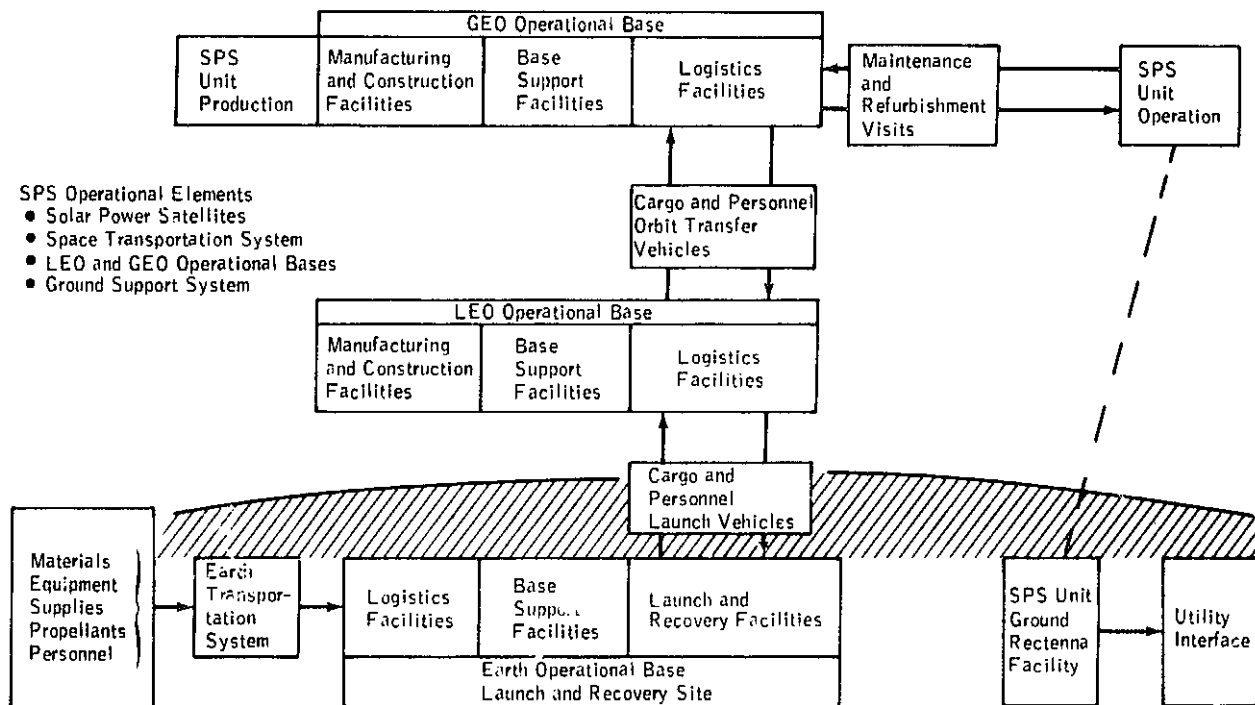 GEO Operational Base
SPS
Unit
Production
Manufacturing
and Construction
Facilities
Base
Support
Facilities
Logistics
Facilities
Maintenance
and
Refurbishment
Visits
SPS
Unit
Operation
SPS Operational Elements
• Solar Power Satellites
• Space Transportation System
• LEO and GEO Operational Bases
• Ground Support System
Cargo and Personnel
Orbit Transfer
Vehicles
LEO Operational Base
Manufacturing
and Construction
Facilities
Base
Support
Facilities
Logistics
Facilities
Cargo and
Personnel
Launch Vehicles
Materials
Equipment
Supplies
Propellants
Personnel
Earth
Transpor-
tation
System
Logistics
Facilities
Base
Support
Facilities
Launch and
Recovery Facilities
Earth Operational Base
Launch and Recovery Site
SPS Unit
Ground
Rectenna
Facility
Utility
Interface